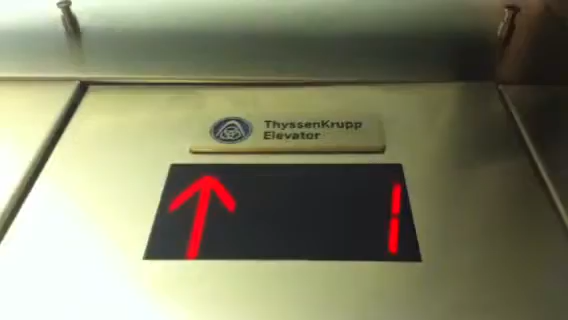 ThyssenKrupp
Elevator
↑ 1